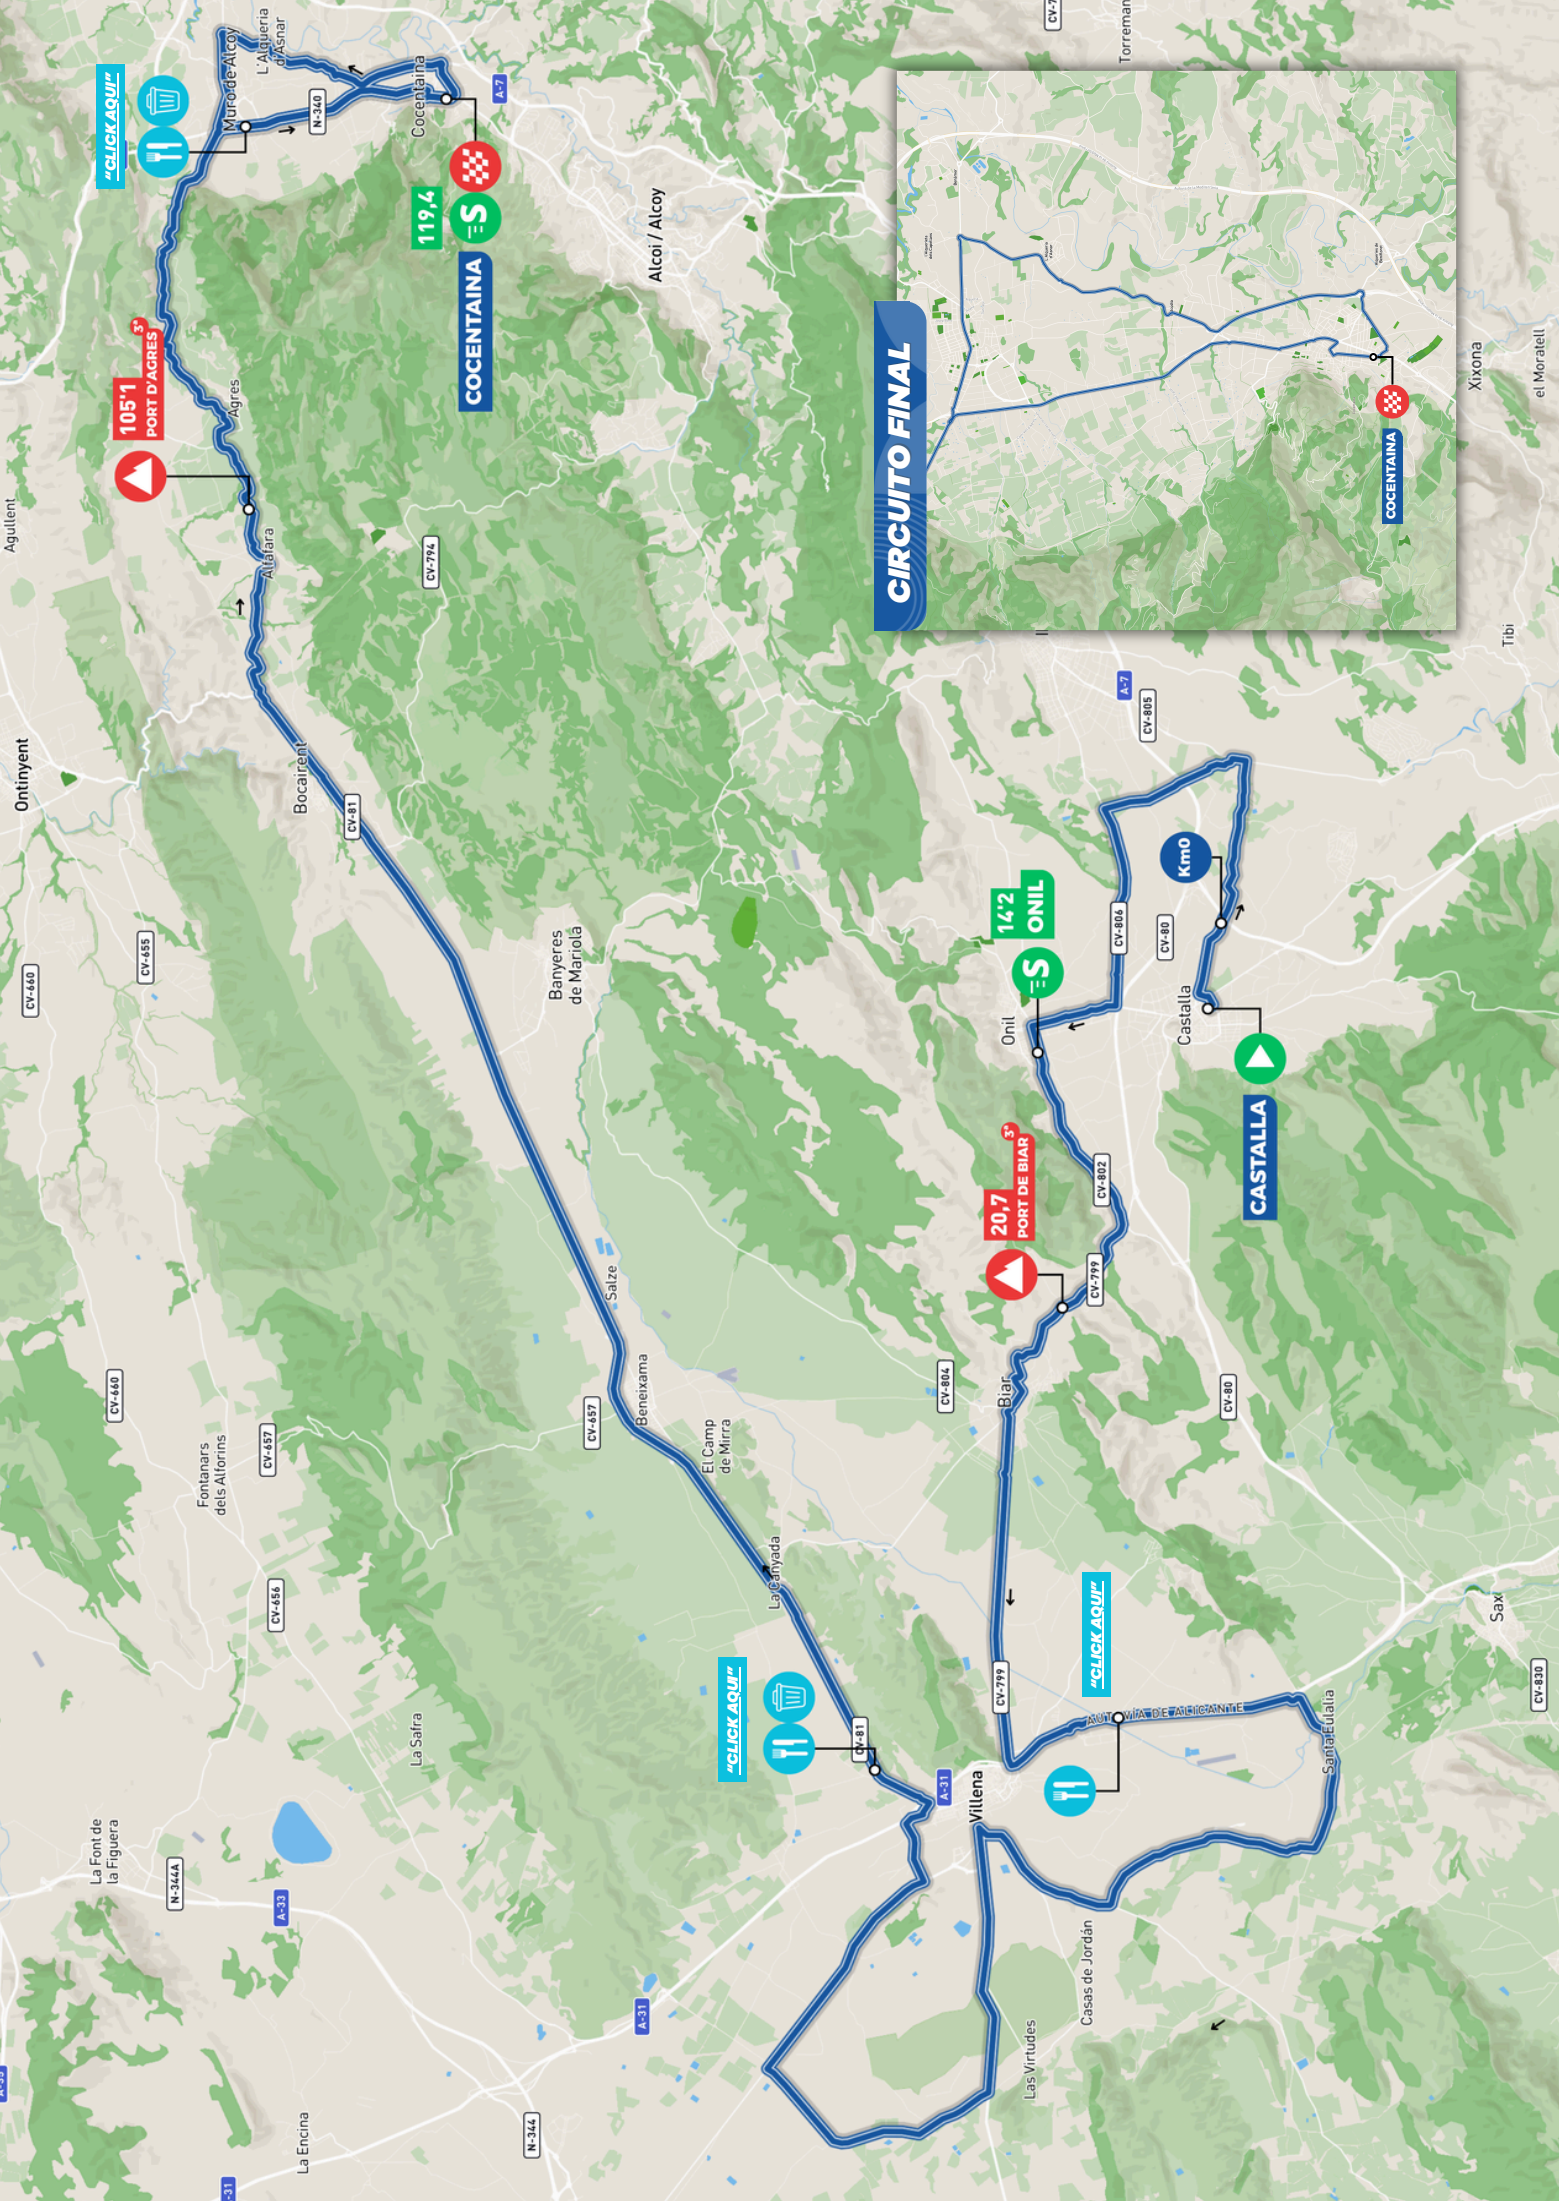 Agullent
Ontinyent
CV-660
CV-655
CV-660
Fontanars
dels Alforins
CV-657
CV-656
La Font de
la Figuera
N-344A
A-33
La Encina
"CLICK AQUI"
Muro de Alcoy
L'Alqueria
d'Asnar
N-340
Cocentaina
A-7
119,4
S
COCENTAINA
Alcoi / Alcoy
105'1
PORT D'AGRES
3ª
Agres
Alfafara
CV-794
Bocairent
CV-81
Banyeres
de Mariola
Salze
Beneixama
CV-657
El Camp
de Mirra
La Canyada
"CLICK AQUI"
CV-81
La Safra
A-31
A-31
N-344
Villena
CIRCUITO FINAL
COCENTAINA
Xixona
el Moratell
Tibi
A-7
CV-805
Km0
14'2
ONIL
S
CV-806
CV-80
Onil
Castalla
CASTALLA
20,7
PORT DE BIAR
3ª
CV-802
CV-799
Biar
CV-804
CV-80
"CLICK AQUI"
CV-799
AUTOVÍA DE ALICANTE
Sax
CV-830
Santa Eulalia
Casas de Jordán
Las Virtudes